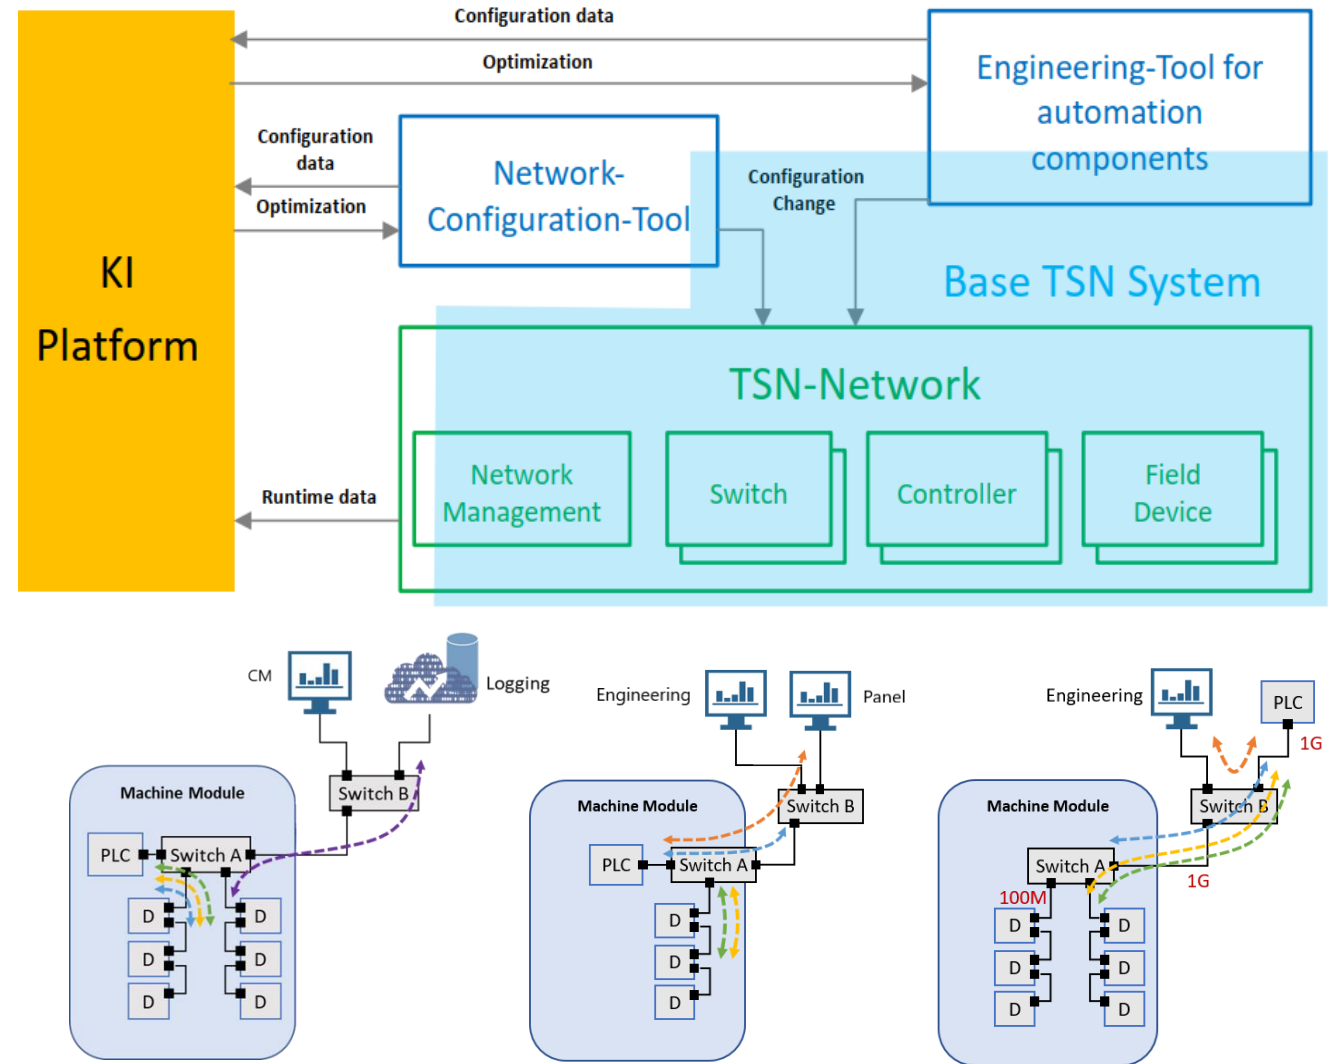 Configuration data
Optimization
Engineering-Tool for
automation
components
Configuration
data
Optimization
Network-
Configuration-Tool
Configuration
Change
KI
Platform
Base TSN System
TSN-Network
Network
Management
Switch
Controller
Field
Device
Runtime data
CM
Logging
Switch B
Machine Module
PLC
Switch A
D
D
D
D
D
D
Engineering
Panel
Switch B
Machine Module
PLC
Switch A
D
D
D
Engineering
PLC
1G
Switch B
Machine Module
Switch A
1G
100M
D
D
D
D
D
D